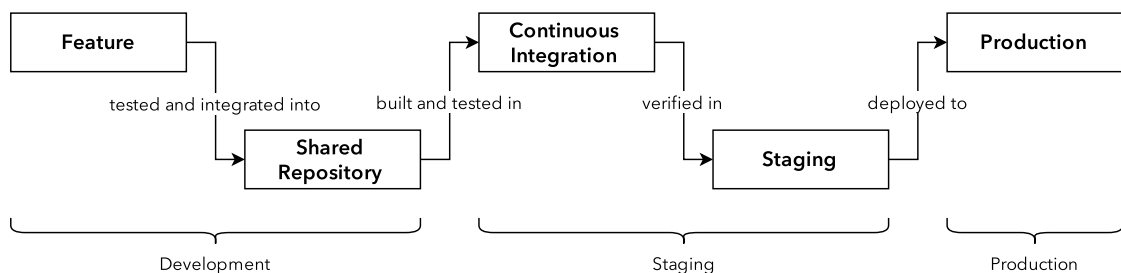 Feature
Continuous
Integration
Production
tested and integrated into
built and tested in
verified in
deployed to
Shared
Repository
Staging
Development
Staging
Production